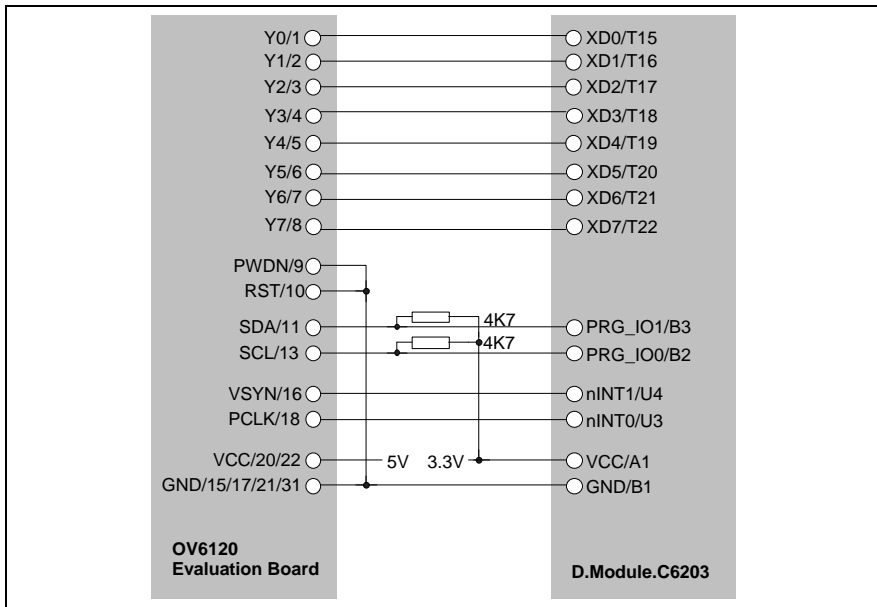 Y0/1 XD0/T15
Y1/2 XD1/T16
Y2/3 XD2/T17
Y3/4 XD3/T18
Y4/5 XD4/T19
Y5/6 XD5/T20
Y6/7 XD6/T21
Y7/8 XD7/T22
PWDN/9
RST/10
4K7
SDA/11 PRG_IO1/B3
4K7
SCL/13 PRG_IO0/B2
VSYN/16 nINT1/U4
PCLK/18 nINT0/U3
VCC/20/22 5V 3.3V VCC/A1
GND/15/17/21/31 GND/B1
OV6120
Evaluation Board D.Module.C6203